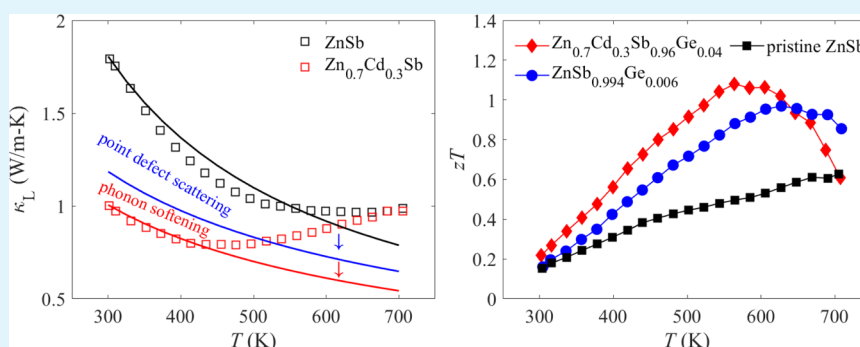 2
1.5
1
0.5
κL (W/m-K)
ZnSb
Zn0.7Cd0.3Sb
point defect scattering
phonon softening
300 400 500 600 700
T (K)
1.4
1.2
1
0.8
0.6
0.4
0.2
0
zT
Zn0.7Cd0.3Sb0.96Ge0.04
pristine ZnSb
ZnSb0.994Ge0.006
300 400 500 600 700
T (K)